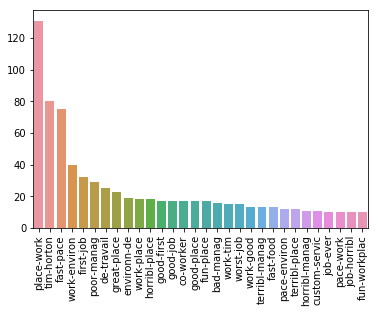 120
100
80
60
40
20
0
place-work
tim-horton
fast-pace
work-environ
first-job
poor-manag
de-travail
great-place
environn-de
work-place
horribl-place
good-first
good-job
co-worker
good-place
fun-place
bad-manag
work-tim
worst-job
work-good
terribl-manag
fast-food
pace-environ
terribl-place
horribl-manag
custom-servic
job-ever
pace-work
job-horribl
fun-workplac